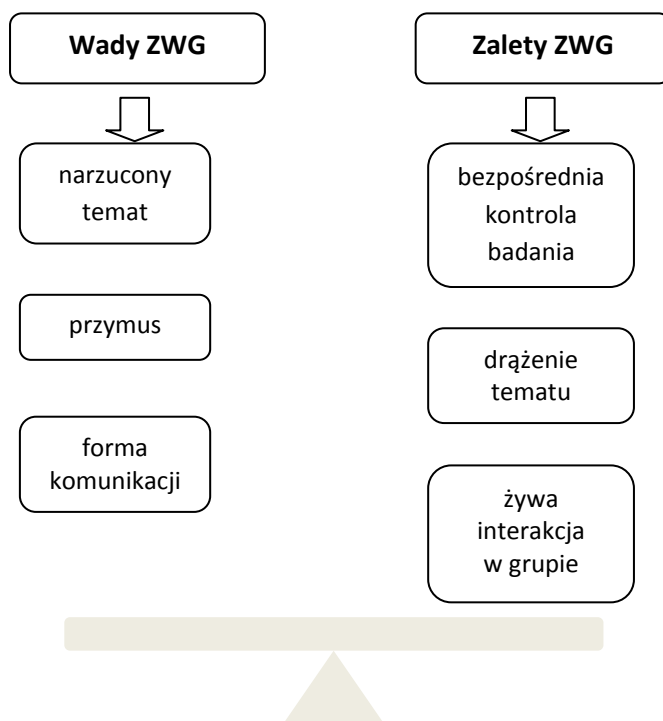 Wady ZWG
narzucony
temat
przymus
forma
komunikacji
Zalety ZWG
bezpośrednia
kontrola
badania
drążenie
tematu
żywa
interakcja
w grupie